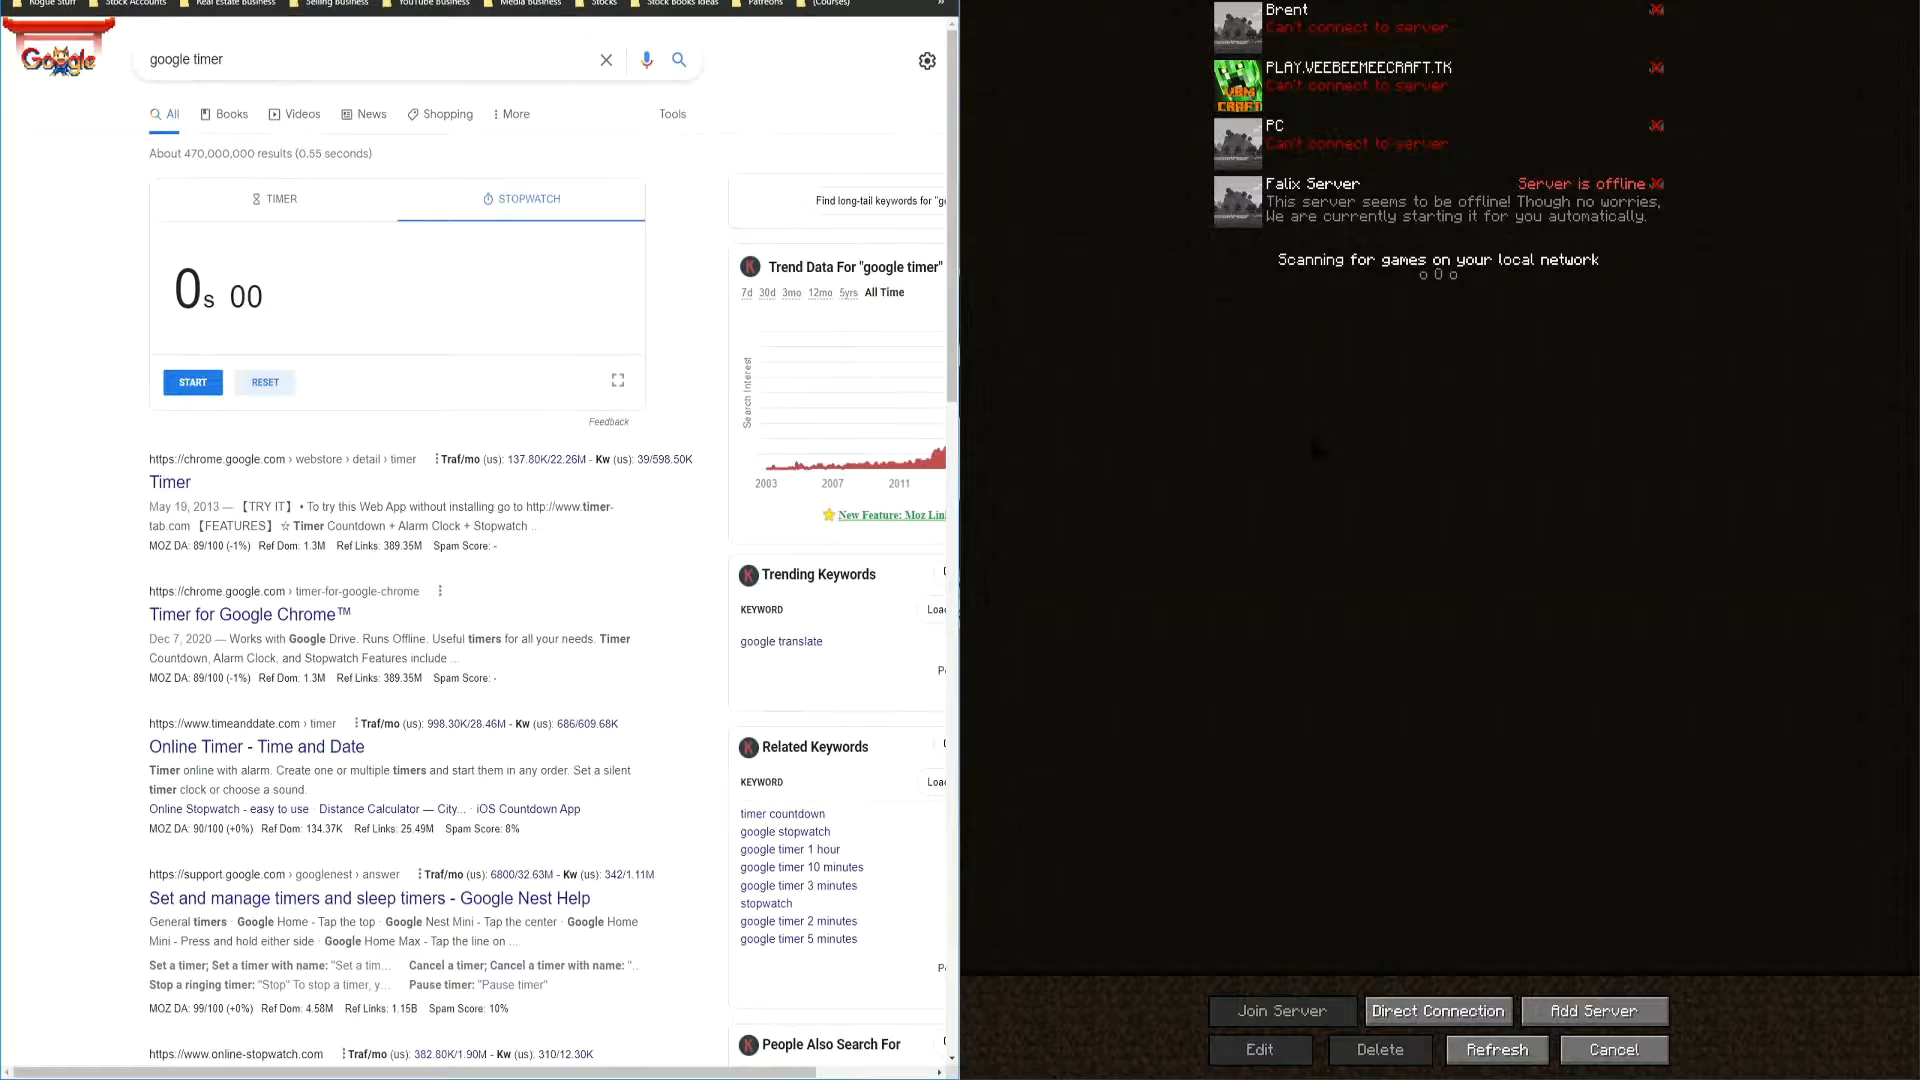 Rogue Stuff
Stock Accounts
Real Estate Business
Selling Business
YouTube Business
Media Business
Stocks
Stock Books Ideas
Patreons
(Courses)
»
Google
google timer
All
Books
Videos
News
Shopping
More
Tools
About 470,000,000 results (0.55 seconds)
TIMER
STOPWATCH
0s 00
START
RESET
Feedback
https://chrome.google.com › webstore › detail › timer
Traf/mo (us): 137.80K/22.26M - Kw (us): 39/598.50K
Timer
May 19, 2013 — 【TRY IT】 • To try this Web App without installing go to http://www.timer-
tab.com 【FEATURES】 ☆ Timer Countdown + Alarm Clock + Stopwatch ..
MOZ DA: 89/100 (-1%) Ref Dom: 1.3M Ref Links: 389.35M Spam Score: -
https://chrome.google.com › timer-for-google-chrome
Timer for Google Chrome™
Dec 7, 2020 — Works with Google Drive. Runs Offline. Useful timers for all your needs. Timer
Countdown, Alarm Clock, and Stopwatch Features include ...
MOZ DA: 89/100 (-1%) Ref Dom: 1.3M Ref Links: 389.35M Spam Score: -
https://www.timeanddate.com › timer
Traf/mo (us): 998.30K/28.46M - Kw (us): 686/609.68K
Online Timer - Time and Date
Timer online with alarm. Create one or multiple timers and start them in any order. Set a silent
timer clock or choose a sound.
Online Stopwatch - easy to use · Distance Calculator — City... · iOS Countdown App
MOZ DA: 90/100 (+0%) Ref Dom: 134.37K Ref Links: 25.49M Spam Score: 8%
https://support.google.com › googlenest › answer
Traf/mo (us): 6800/32.63M - Kw (us): 342/1.11M
Set and manage timers and sleep timers - Google Nest Help
General timers · Google Home - Tap the top · Google Nest Mini - Tap the center · Google Home
Mini - Press and hold either side · Google Home Max - Tap the line on ...
Set a timer; Set a timer with name: "Set a tim...
Cancel a timer; Cancel a timer with name: "..
Stop a ringing timer: "Stop" To stop a timer, y...
Pause timer: "Pause timer"
MOZ DA: 99/100 (+0%) Ref Dom: 4.58M Ref Links: 1.15B Spam Score: 10%
https://www.online-stopwatch.com
Traf/mo (us): 382.80K/1.90M - Kw (us): 310/12.30K
Find long-tail keywords for "g
Trend Data For "google timer"
7d 30d 3mo 12mo 5yrs All Time
Search Interest
2003 2007 2011
New Feature: Moz Lin
Trending Keywords
KEYWORD
Loa
google translate
Related Keywords
KEYWORD
Loa
timer countdown
google stopwatch
google timer 1 hour
google timer 10 minutes
google timer 3 minutes
stopwatch
google timer 2 minutes
google timer 5 minutes
People Also Search For
Brent
Can't connect to server
PLAY.VEEBEEMEECRAFT.TK
Can't connect to server
VBM
CRAFT
PC
Can't connect to server
Falix Server
Server is offline
This server seems to be offline! Though no worries,
We are currently starting it for you automatically.
Scanning for games on your local network
o O o
Join Server
Direct Connection
Add Server
Edit
Delete
Refresh
Cancel